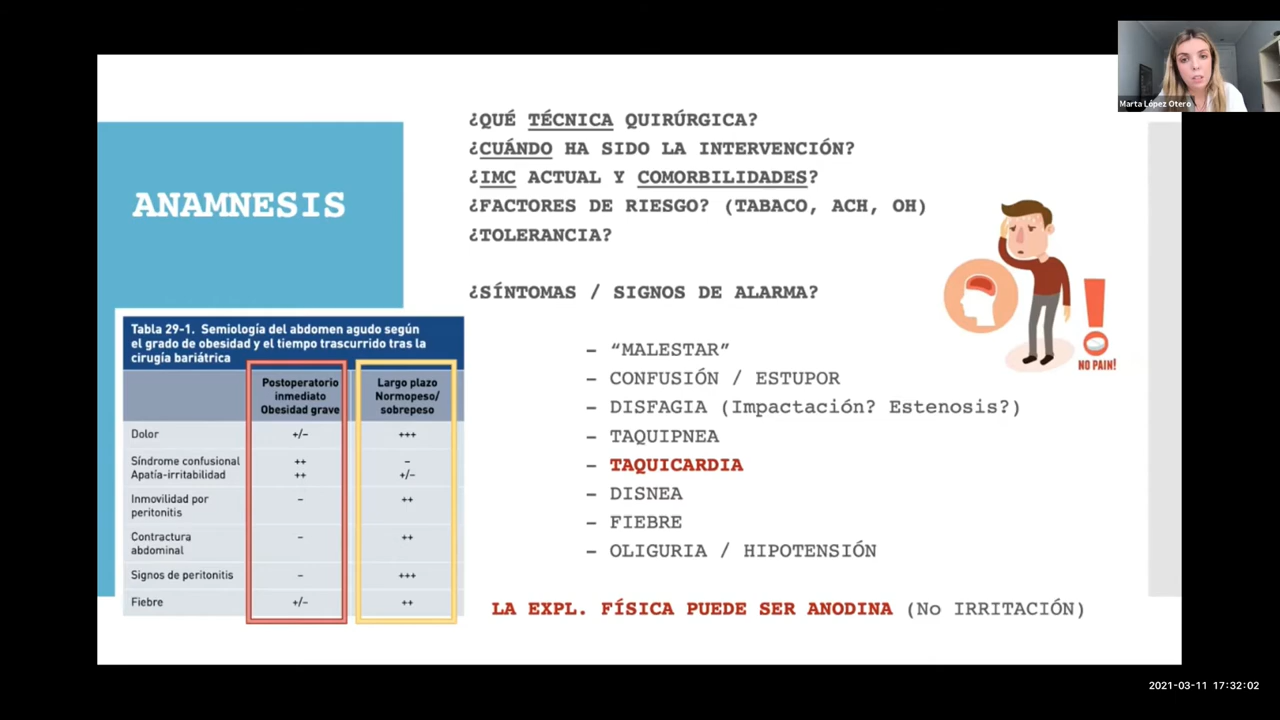 Marta López Otero
¿QUÉ TÉCNICA QUIRÚRGICA?
¿CUÁNDO HA SIDO LA INTERVENCIÓN?
¿IMC ACTUAL Y COMORBILIDADES?
¿FACTORES DE RIESGO? (TABACO, ACH, OH)
¿TOLERANCIA?
ANAMNESIS
¿SÍNTOMAS / SIGNOS DE ALARMA?
– “MALESTAR”
– CONFUSIÓN / ESTUPOR
– DISFAGIA (Impactación? Estenosis?)
– TAQUIPNEA
– TAQUICARDIA
– DISNEA
– FIEBRE
– OLIGURIA / HIPOTENSIÓN
NO PAIN!
Tabla 29-1. Semiología del abdomen agudo según
el grado de obesidad y el tiempo trascurrido tras la
cirugía bariátrica
Postoperatorio inmediato Obesidad grave
Largo plazo Normopeso/ sobrepeso
Dolor +/– +++
Síndrome confusional ++ –
Apatía-irritabilidad ++ +/–
Inmovilidad por – ++
peritonitis
Contractura – ++
abdominal
Signos de peritonitis – +++
Fiebre +/– ++
LA EXPL. FÍSICA PUEDE SER ANODINA (No IRRITACIÓN)
2021-03-11 17:32:02